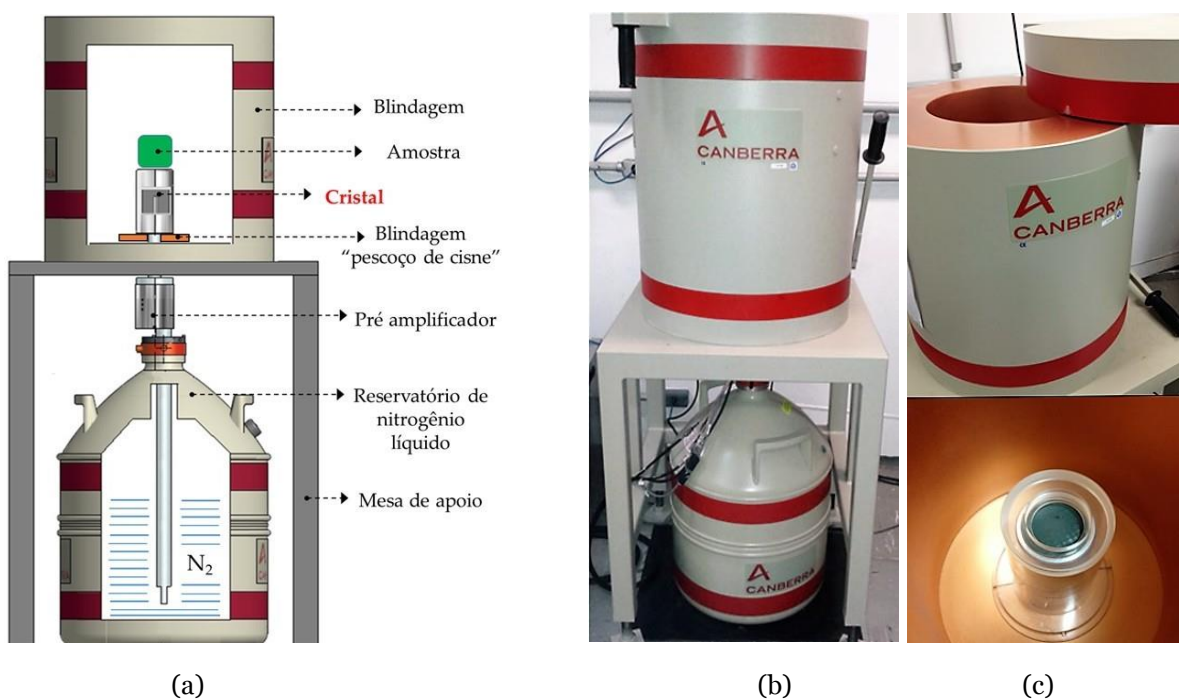 Blindagem
Amostra
Cristal
Blindagem
“pescoço de cisne”
Pré amplificador
Reservatório de
nitrogênio
líquido
Mesa de apoio
N2
CANBERRA
CANBERRA
CANBERRA
(a)
(b)
(c)